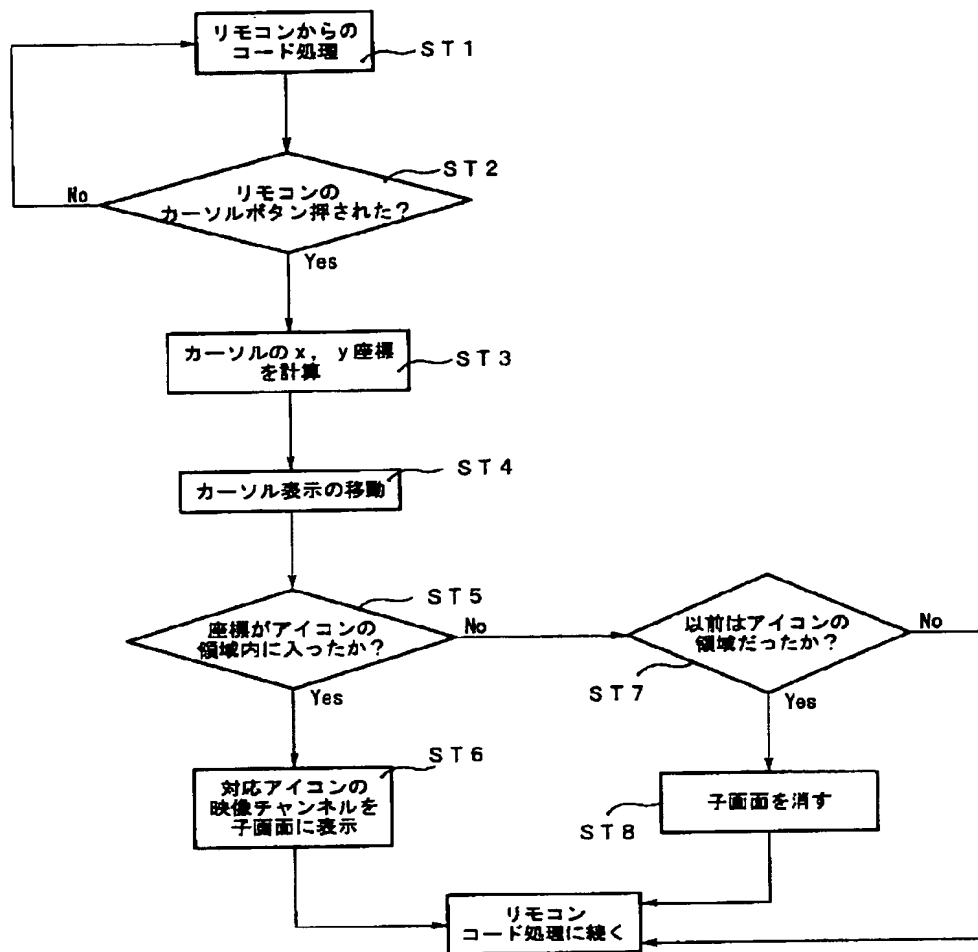 リモコンからの
コード処理
ST1
ST2
リモコンの
カーソルボタン押された？
No
Yes
カーソルのx，y座標
を計算
ST3
ST4
カーソル表示の移動
ST5
座標がアイコンの
領域内に入ったか？
No
Yes
以前はアイコンの
領域だったか？
No
ST7
Yes
ST6
対応アイコンの
映像チャンネルを
子画面に表示
子画面を消す
ST8
リモコン
コード処理に続く